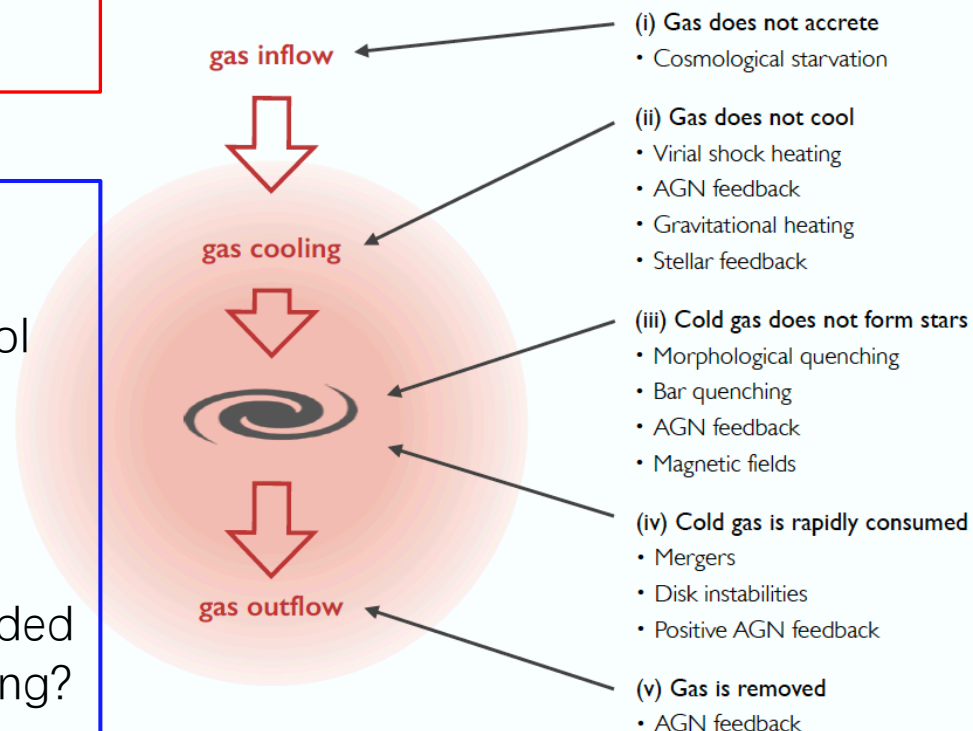 gas inflow
gas cooling
gas outflow
(i) Gas does not accrete
• Cosmological starvation
(ii) Gas does not cool
• Virial shock heating
• AGN feedback
• Gravitational heating
• Stellar feedback
(iii) Cold gas does not form stars
• Morphological quenching
• Bar quenching
• AGN feedback
• Magnetic fields
(iv) Cold gas is rapidly consumed
• Mergers
• Disk instabilities
• Positive AGN feedback
(v) Gas is removed
• AGN feedback
ol
ded
ng?